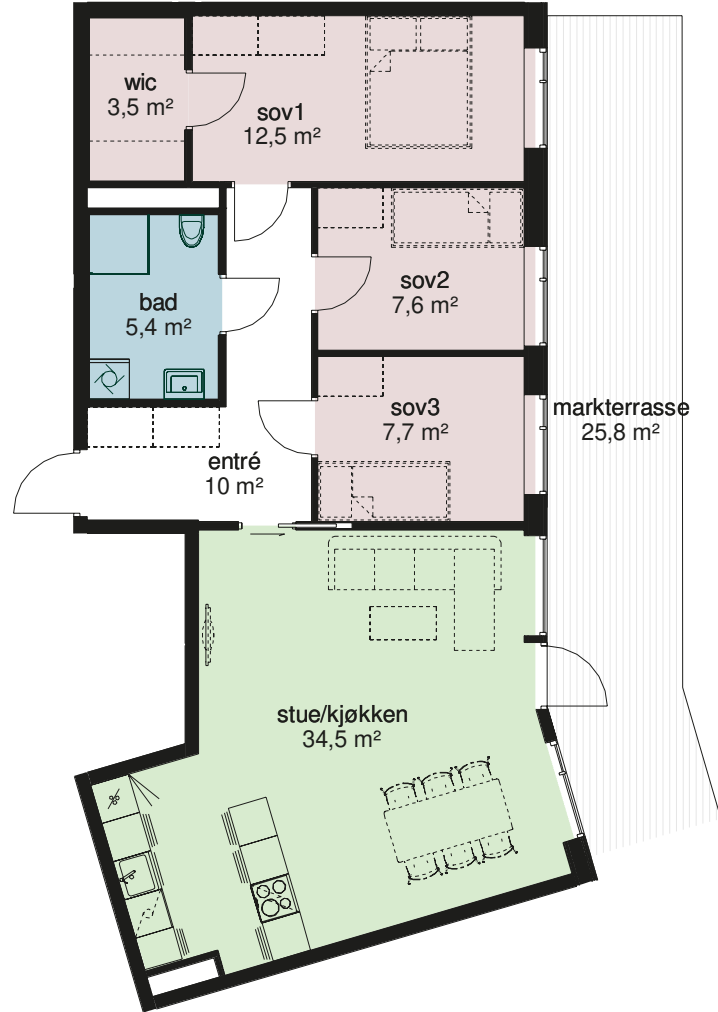 wic
3,5 m²
sov1
12,5 m²
sov2
7,6 m²
bad
5,4 m²
sov3
7,7 m²
markterrasse
25,8 m²
entré
10 m²
stue/kjøkken
34,5 m²